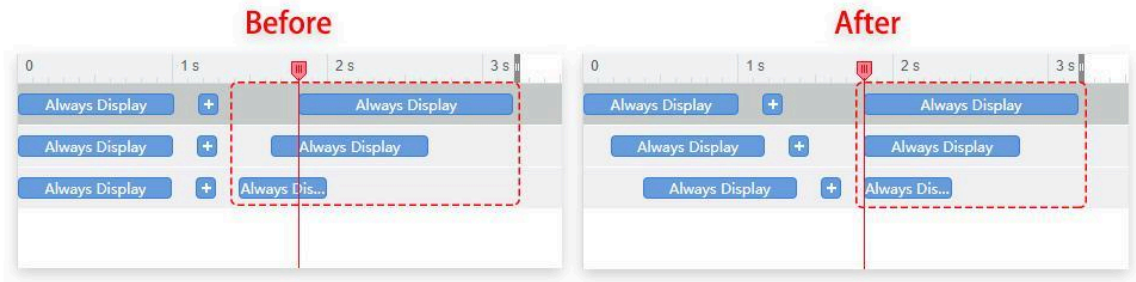 Before After
0 1 s 2 s 3 s 0 1 s 2 s 3 s
Always Display + Always Display Always Display + Always Display
Always Display + Always Display Always Display + Always Display
Always Display + Always Dis... Always Display + Always Dis...